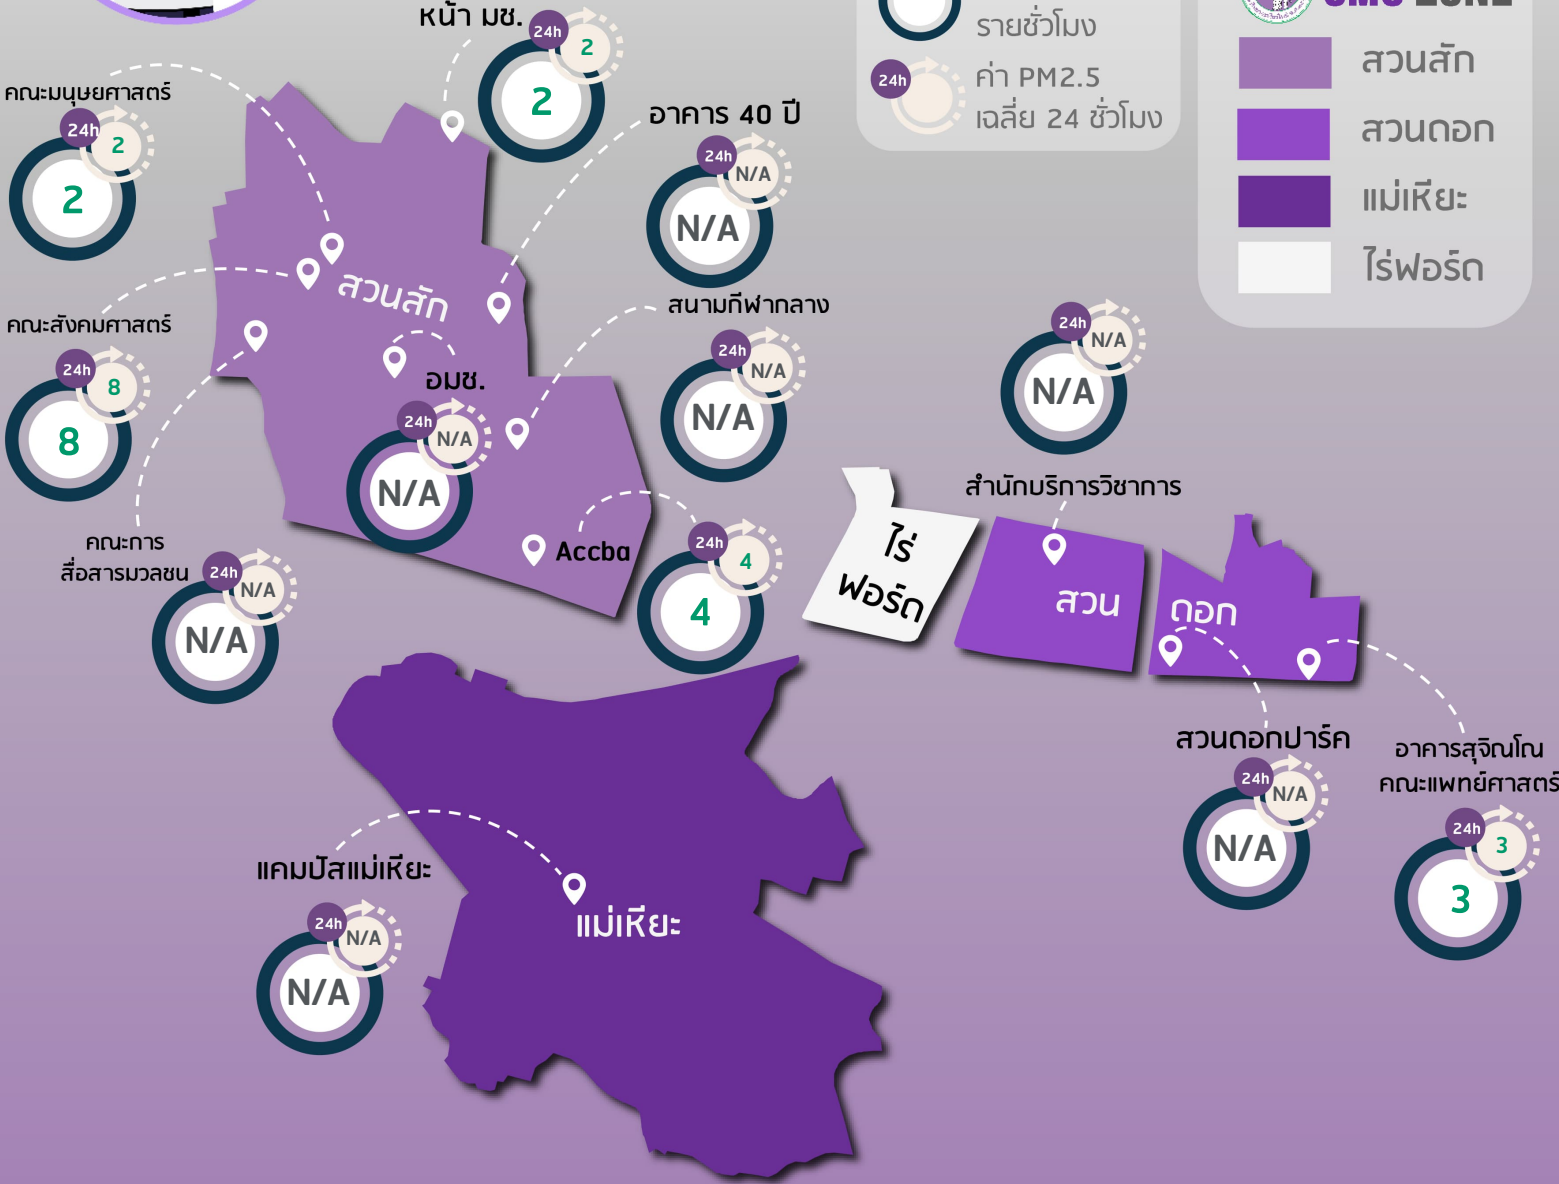 หน้า มช.
24h
2
2
รายชั่วโมง
24h
ค่า PM2.5
เฉลี่ย 24 ชั่วโมง
ZONE
สวนสัก
สวนดอก
แม่เหียะ
ไร่ฟอร์ด
คณะมนุษยศาสตร์
24h
2
2
อาคาร 40 ปี
24h
N/A
N/A
สวนสัก
คณะสังคมศาสตร์
24h
8
8
สนามกีฬากลาง
24h
N/A
N/A
อมช.
24h
N/A
N/A
24h
N/A
N/A
สำนักบริการวิชาการ
คณะการ
สื่อสารมวลชน
24h
N/A
N/A
Accba
24h
4
4
ไร่
ฟอร์ด
สวน
ดอก
สวนดอกปาร์ค
24h
N/A
N/A
อาคารสุจิณโณ
คณะแพทย์ศาสตร์
24h
3
3
แคมปัสแม่เหียะ
24h
N/A
N/A
แม่เหียะ